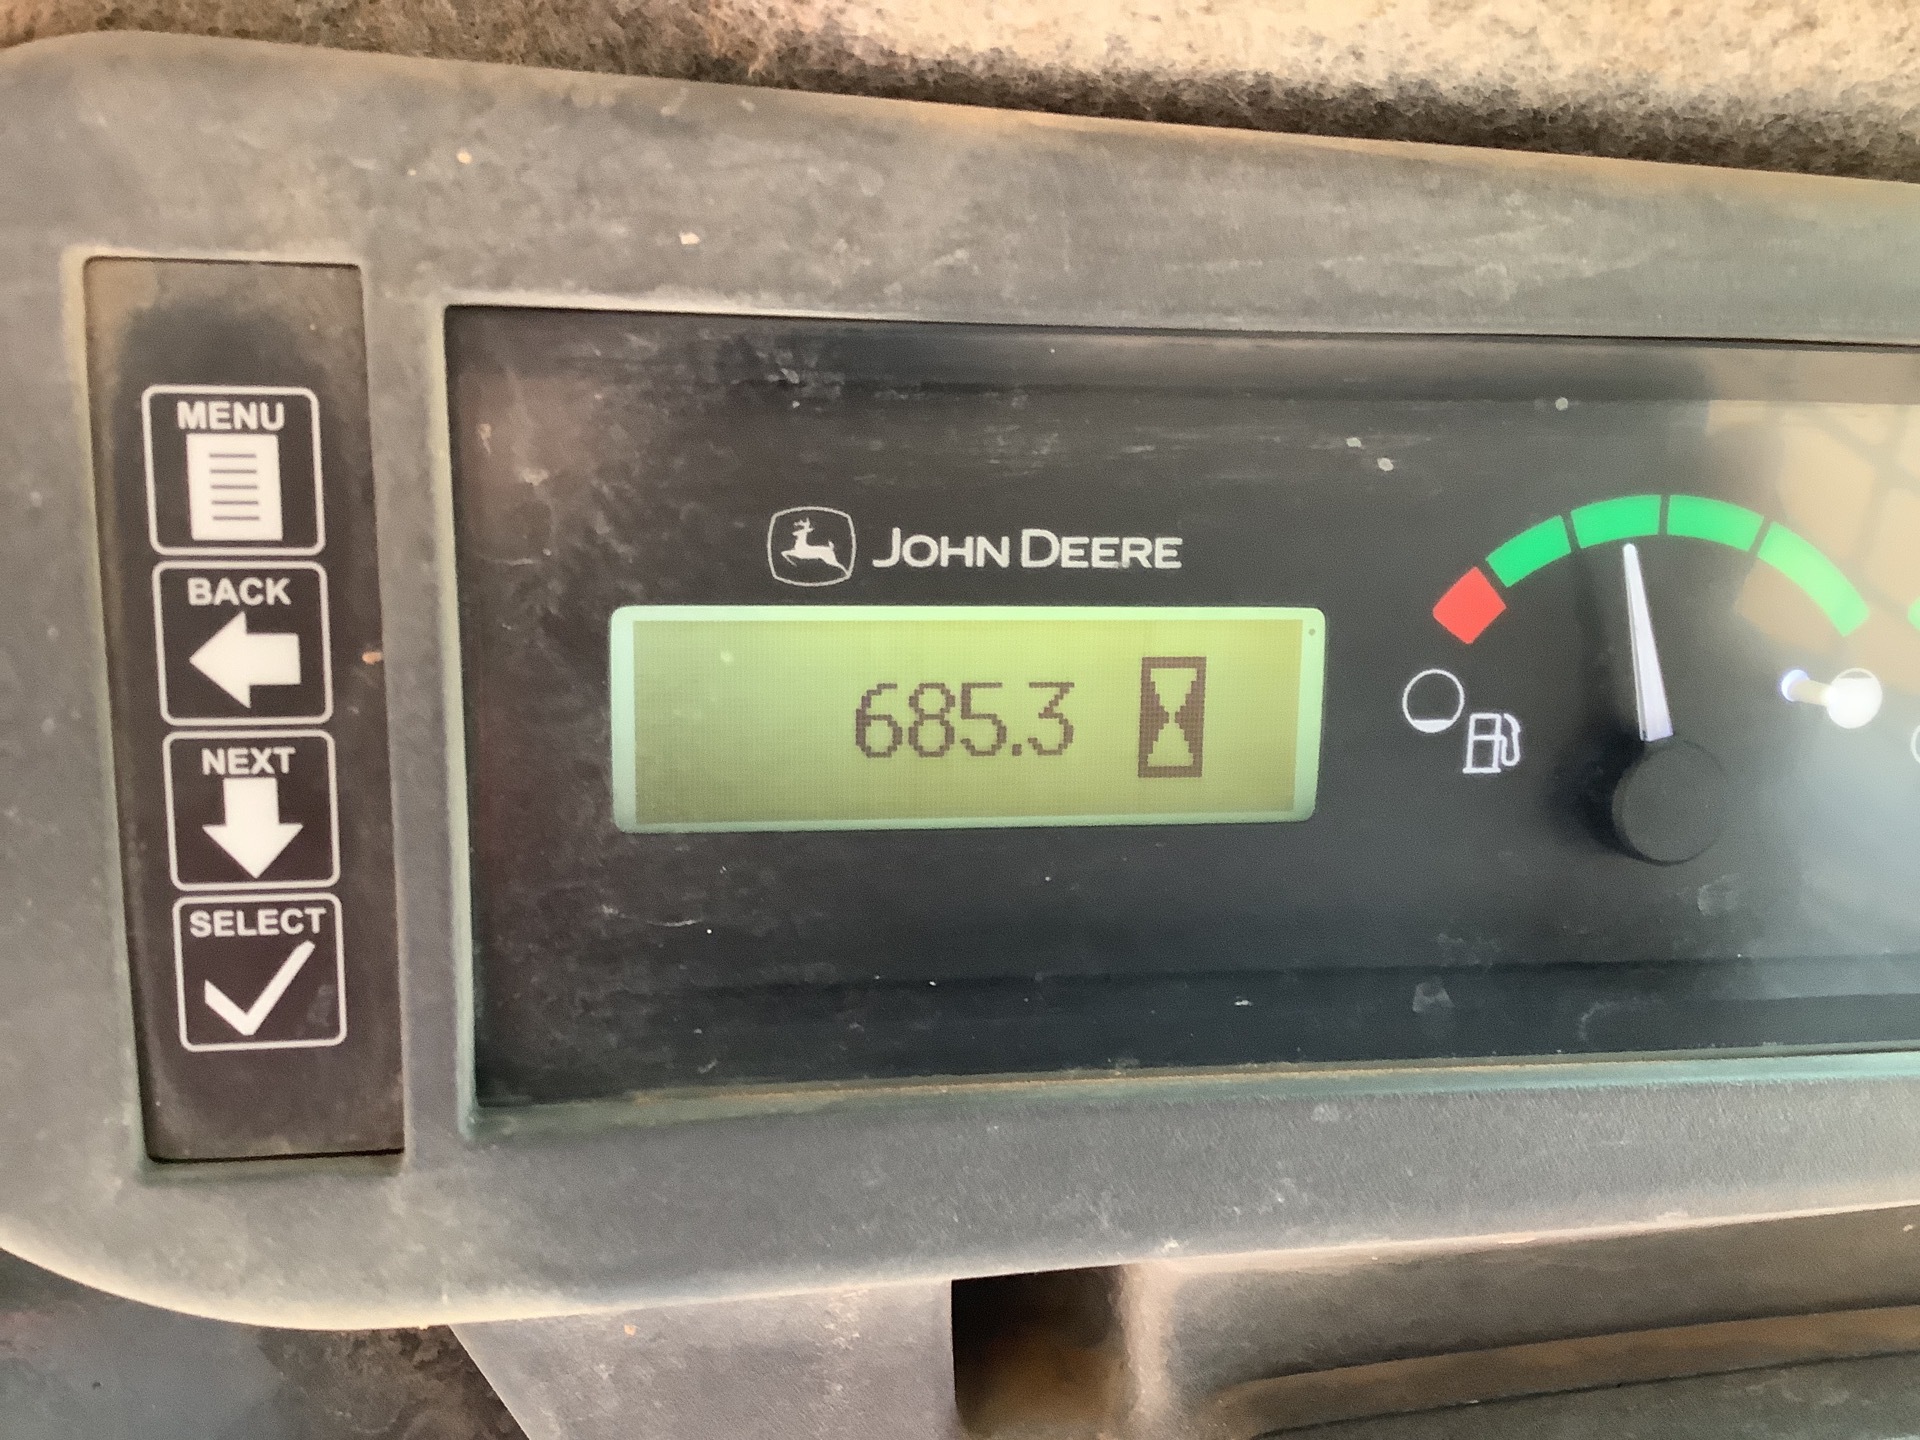 MENU
BACK
NEXT
SELECT
JOHN DEERE
685.3